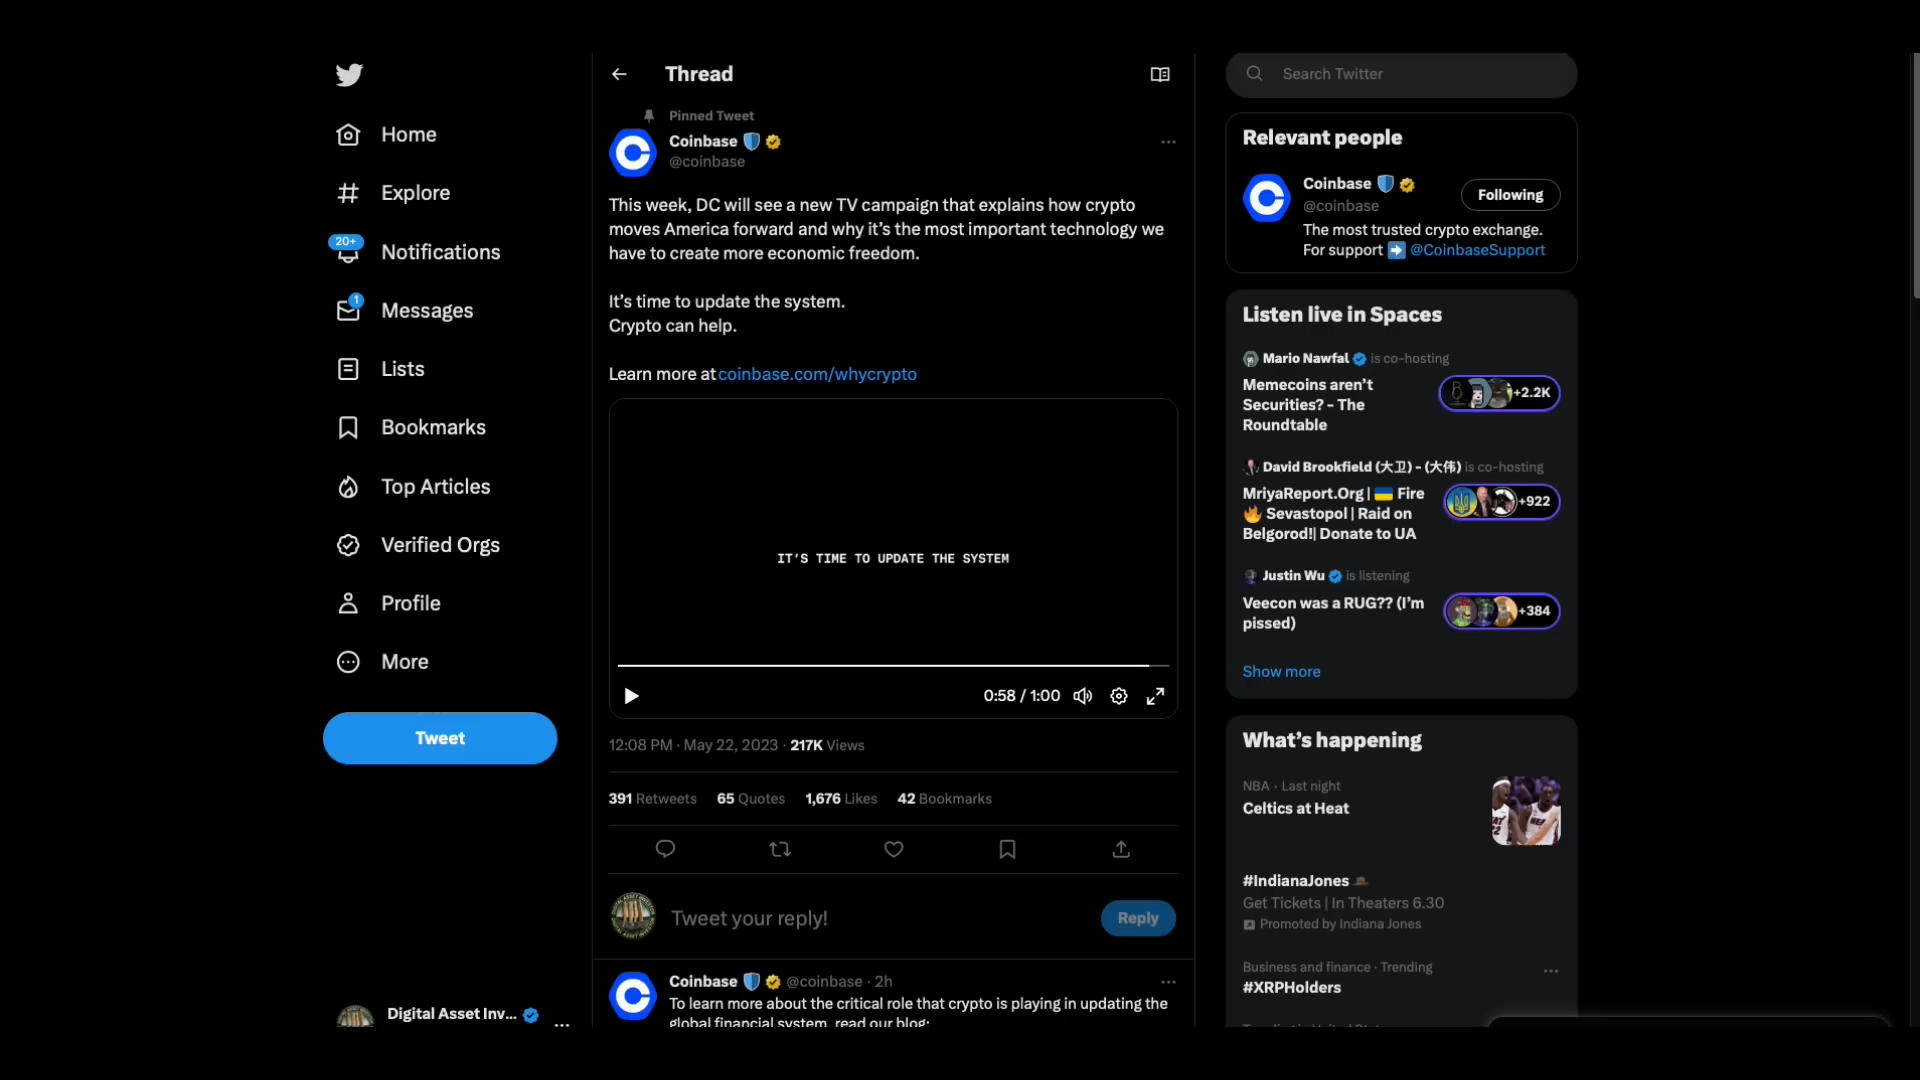 Home
Explore
20+
Notifications
1
Messages
Lists
Bookmarks
Top Articles
Verified Orgs
Profile
More
Tweet
Digital Asset Inv...
Thread
Pinned Tweet
Coinbase
@coinbase
This week, DC will see a new TV campaign that explains how crypto
moves America forward and why it’s the most important technology we
have to create more economic freedom.
It’s time to update the system.
Crypto can help.
Learn more at coinbase.com/whycrypto
IT’S TIME TO UPDATE THE SYSTEM
0:58 / 1:00
12:08 PM · May 22, 2023 · 217K Views
391 Retweets 65 Quotes 1,676 Likes 42 Bookmarks
Tweet your reply!
Reply
Coinbase @coinbase · 2h
To learn more about the critical role that crypto is playing in updating the
global financial system, read our blog:
Search Twitter
Relevant people
Coinbase
@coinbase
Following
The most trusted crypto exchange.
For support @CoinbaseSupport
Listen live in Spaces
Mario Nawfal is co-hosting
Memecoins aren’t
Securities? – The
Roundtable
+2.2K
David Brookfield (大卫) – (大伟) is co-hosting
MriyaReport.Org | Fire
Sevastopol | Raid on
Belgorod!| Donate to UA
+922
Justin Wu is listening
Veecon was a RUG?? (I’m
pissed)
+384
Show more
What’s happening
NBA · Last night
Celtics at Heat
#IndianaJones
Get Tickets | In Theaters 6.30
Promoted by Indiana Jones
Business and finance · Trending
#XRPHolders